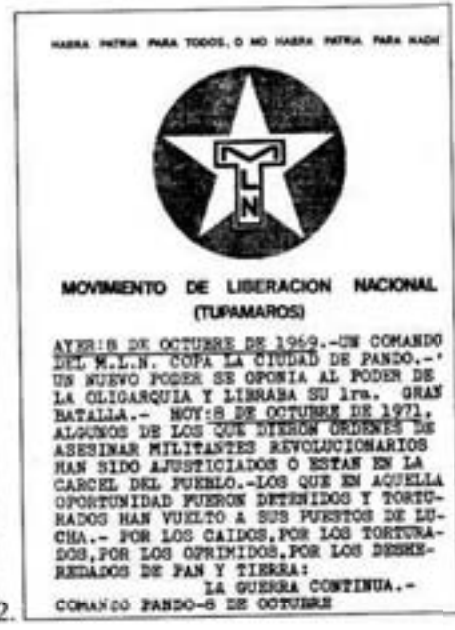 HABRA PATRIA PARA TODOS, O NO HABRA PATRIA PARA NADIE
MLN
T
MOVIMIENTO DE LIBERACION NACIONAL
(TUPAMAROS)
AYER:8 DE OCTUBRE DE 1969.-UN COMANDO
DEL M.L.N. COPA LA CIUDAD DE PANDO.-
UN NUEVO PODER SE OPONIA AL PODER DE
LA OLIGARQUIA Y LIBRABA SU 1ra. GRAN
BATALLA.- HOY:8 DE OCTUBRE DE 1971,
ALGUNOS DE LOS QUE DIERON ORDENES DE
ASESINAR MILITANTES REVOLUCIONARIOS
HAN SIDO AJUSTICIADOS O ESTAN EN LA
CARCEL DEL PUEBLO.-LOS QUE EN AQUELLA
OPORTUNIDAD FUERON DETENIDOS Y TORTU-
RADOS HAN VUELTO A SUS PUESTOS DE LU-
CHA.- POR LOS CAIDOS,POR LOS TORTURA-
DOS,POR LOS OPRIMIDOS,POR LOS DESHE-
REDADOS DE PAN Y TIERRA:
LA GUERRA CONTINUA.-
COMANDO PANDO-8 DE OCTUBRE
2.